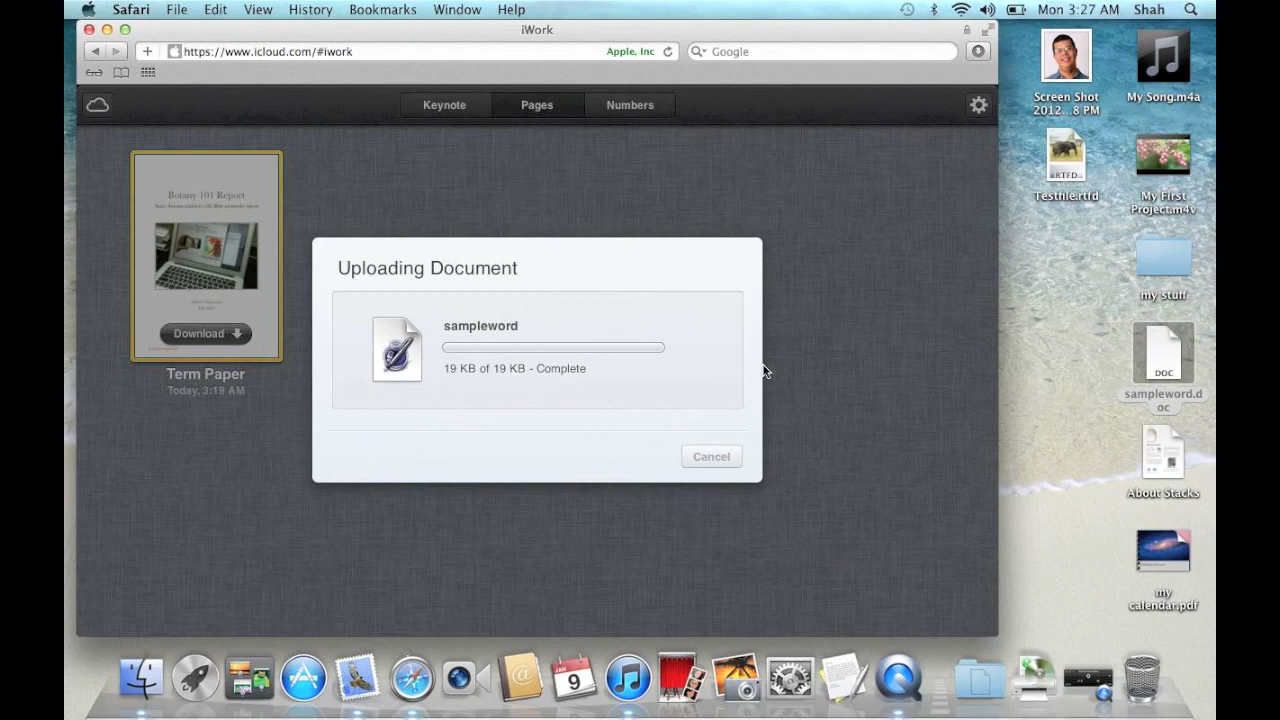 Safari File Edit View History Bookmarks Window Help Mon 3:27 AM Shah
iWork
https://www.icloud.com/#iwork Apple, Inc Google
Keynote Pages Numbers
Botany 101 Report
Download
Term Paper
Today, 3:19 AM
Uploading Document
sampleword
19 KB of 19 KB - Complete
Cancel
Screen Shot
2012...8 PM
My Song.m4a
RTFD
Testfile.rtfd
My First
Project.m4v
my stuff
DOC
sampleword.d
oc
About Stacks
my
calendar.pdf
JAN
9